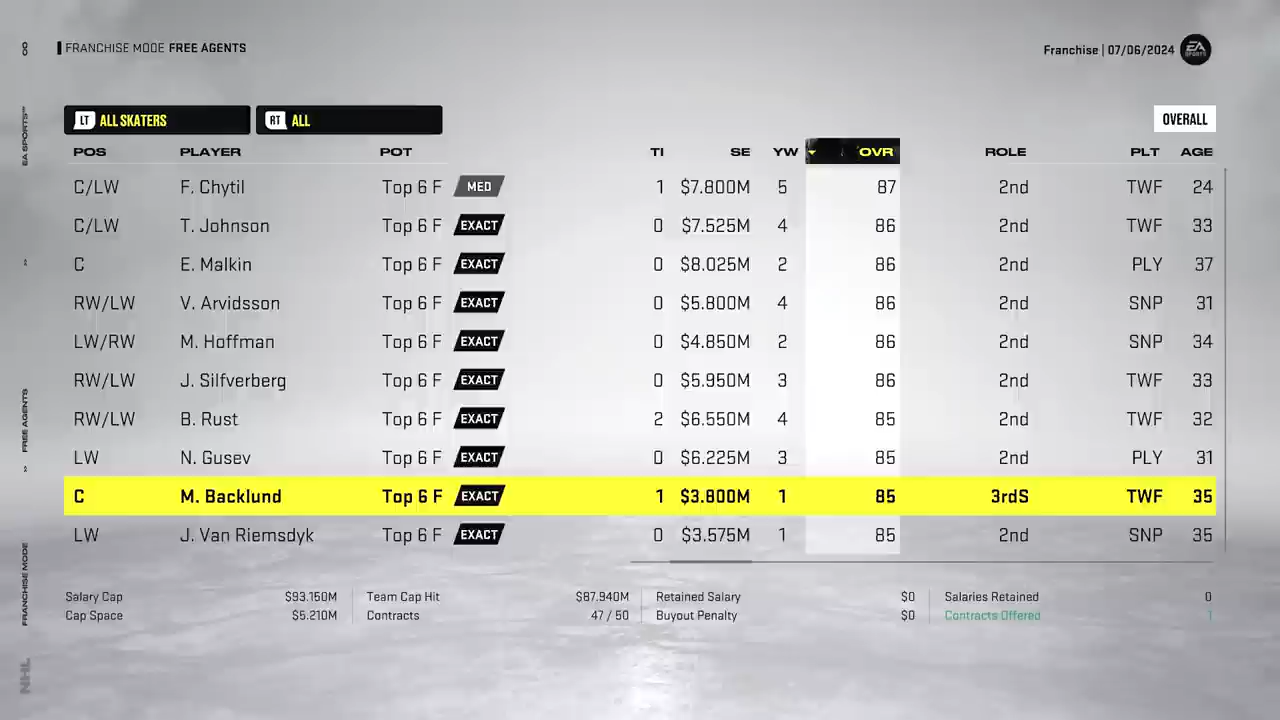 FRANCHISE MODE FREE AGENTS
Franchise | 07/06/2024
EA SPORTS
LT ALL SKATERS
RT ALL
OVERALL
POS PLAYER POT TI SE YW OVR ROLE PLT AGE
C/LW F. Chytil Top 6 F MED 1 $7.800M 5 87 2nd TWF 24
C/LW T. Johnson Top 6 F EXACT 0 $7.525M 4 86 2nd TWF 33
C E. Malkin Top 6 F EXACT 0 $8.025M 2 86 2nd PLY 37
RW/LW V. Arvidsson Top 6 F EXACT 0 $5.800M 4 86 2nd SNP 31
LW/RW M. Hoffman Top 6 F EXACT 0 $4.850M 2 86 2nd SNP 34
RW/LW J. Silfverberg Top 6 F EXACT 0 $5.950M 3 86 2nd TWF 33
RW/LW B. Rust Top 6 F EXACT 2 $6.550M 4 85 2nd TWF 32
LW N. Gusev Top 6 F EXACT 0 $6.225M 3 85 2nd PLY 31
C M. Backlund Top 6 F EXACT 1 $3.800M 1 85 3rdS TWF 35
LW J. Van Riemsdyk Top 6 F EXACT 0 $3.575M 1 85 2nd SNP 35
Salary Cap $93.150M Team Cap Hit $87.940M Retained Salary $0 Salaries Retained 0
Cap Space $5.210M Contracts 47 / 50 Buyout Penalty $0 Contracts Offered 1
NHL FRANCHISE MODE » FREE AGENTS » EA SPORTS™